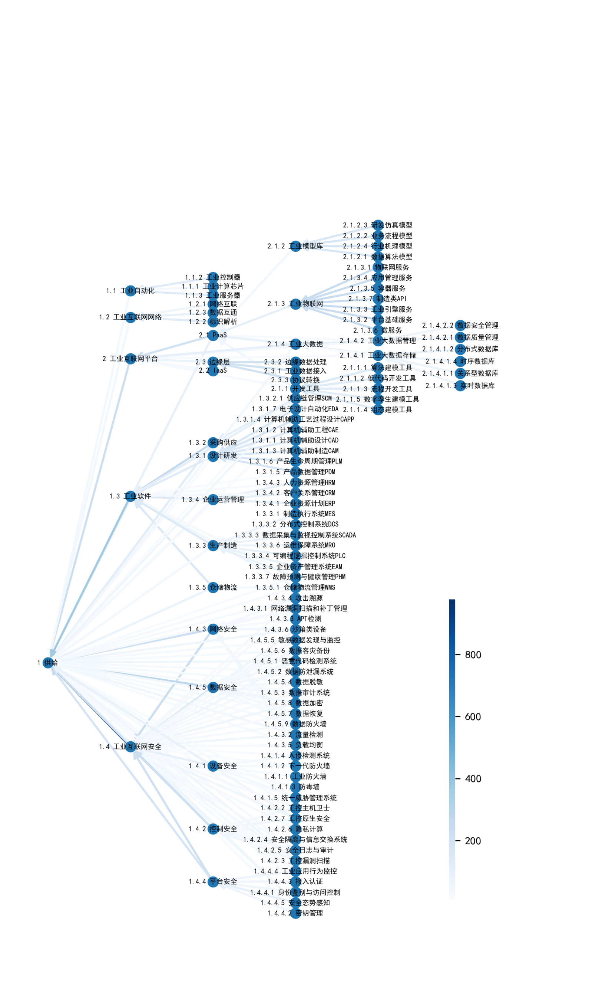 1 供给
1.1 工业自动化
1.2 工业互联网网络
2 工业互联网平台
1.3 工业软件
1.4 工业互联网安全
1.1.2 工业控制器
1.1.1 工业计算芯片
1.1.3 工业服务器
1.2.1 网络互联
1.2.3 数据互通
1.2.2 标识解析
2.1 PaaS
2.3 边缘层
2.2 IaaS
1.3.2 采购供应
1.3.1 设计研发
1.3.4 企业运营管理
1.3.3 生产制造
1.3.5 仓储物流
1.4.3 网络安全
1.4.5 数据安全
1.4.1 设备安全
1.4.2 控制安全
1.4.4 平台安全
2.1.2 工业模型库
2.1.3 工业物联网
2.1.4 工业大数据
2.3.2 边缘数据处理
2.3.1 工业数据接入
2.3.3 协议转换
2.1.1 开发工具
1.3.2.1 供应链管理SCM
1.3.1.7 电子设计自动化EDA
1.3.1.4 计算机辅助工艺过程设计CAPP
1.3.1.2 计算机辅助工程CAE
1.3.1.1 计算机辅助设计CAD
1.3.1.3 计算机辅助制造CAM
1.3.1.6 产品生命周期管理PLM
1.3.1.5 产品数据管理PDM
1.3.4.3 人力资源管理HRM
1.3.4.2 客户关系管理CRM
1.3.4.1 企业资源计划ERP
1.3.3.1 制造执行系统MES
1.3.3.2 分布式控制系统DCS
1.3.3.3 数据采集与监视控制系统SCADA
1.3.3.6 运维保障系统MRO
1.3.3.4 可编程逻辑控制系统PLC
1.3.3.5 企业资产管理系统EAM
1.3.3.7 故障预测与健康管理PHM
1.3.5.1 仓储物流管理WMS
1.4.3.4 攻击溯源
1.4.3.1 网络漏洞扫描和补丁管理
1.4.3.3 APT检测
1.4.3.6 沙箱类设备
1.4.5.5 敏感数据发现与监控
1.4.5.6 数据容灾备份
1.4.5.1 恶意代码检测系统
1.4.5.2 数据防泄漏系统
1.4.5.4 数据脱敏
1.4.5.3 数据审计系统
1.4.5.8 数据加密
1.4.5.7 数据恢复
1.4.5.9 数据防火墙
1.4.3.2 流量检测
1.4.3.5 负载均衡
1.4.1.4 入侵检测系统
1.4.1.2 下一代防火墙
1.4.1.1 工业防火墙
1.4.1.3 防毒墙
1.4.1.5 统一威胁管理系统
1.4.2.2 工控主机卫士
1.4.2.7 工控原生安全
1.4.2.6 隐私计算
1.4.2.4 安全隔离与信息交换系统
1.4.2.5 安全日志与审计
1.4.2.3 工控漏洞扫描
1.4.4.4 工业应用行为监控
1.4.4.3 接入认证
1.4.4.1 身份鉴别与访问控制
1.4.4.5 安全态势感知
1.4.4.2 密钥管理
2.1.2.3 研发仿真模型
2.1.2.2 业务流程模型
2.1.2.4 行业机理模型
2.1.2.1 数据算法模型
2.1.3.1 物联网服务
2.1.3.4 应用管理服务
2.1.3.5 容器服务
2.1.3.7 制造类API
2.1.3.3 工业引擎服务
2.1.3.2 平台基础服务
2.1.3.6 微服务
2.1.4.2 工业大数据管理
2.1.4.1 工业大数据存储
2.1.1.1 算法建模工具
2.1.1.2 低代码开发工具
2.1.1.3 流程开发工具
2.1.1.5 数字孪生建模工具
2.1.1.4 组态建模工具
2.1.4.2.2 数据安全管理
2.1.4.2.1 数据质量管理
2.1.4.1.2 分布式数据库
2.1.4.1.4 时序数据库
2.1.4.1.1 关系型数据库
2.1.4.1.3 实时数据库
800
600
400
200